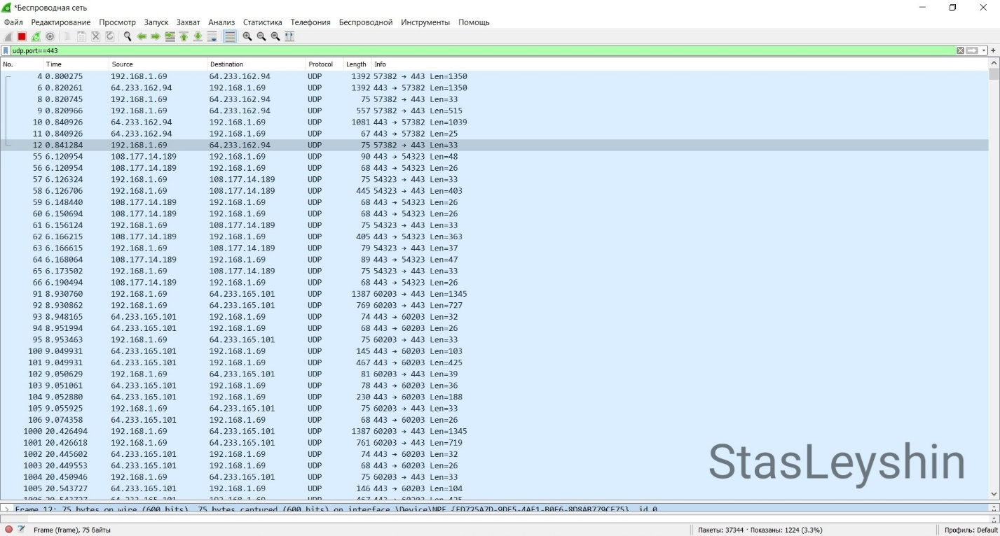 *Беспроводная сеть
Файл Редактирование Просмотр Запуск Захват Анализ Статистика Телефония Беспроводной Инструменты Помощь
udp.port==443
No. Time Source Destination Protocol Length Info
4 0.800275 192.168.1.69 64.233.162.94 UDP 1392 57382 → 443 Len=1350
6 0.820261 64.233.162.94 192.168.1.69 UDP 1392 443 → 57382 Len=1350
8 0.820745 192.168.1.69 64.233.162.94 UDP 75 57382 → 443 Len=33
9 0.820966 192.168.1.69 64.233.162.94 UDP 557 57382 → 443 Len=515
10 0.840926 64.233.162.94 192.168.1.69 UDP 1081 443 → 57382 Len=1039
11 0.840926 64.233.162.94 192.168.1.69 UDP 67 443 → 57382 Len=25
12 0.841284 192.168.1.69 64.233.162.94 UDP 75 57382 → 443 Len=33
55 6.120954 108.177.14.189 192.168.1.69 UDP 90 443 → 54323 Len=48
56 6.120954 108.177.14.189 192.168.1.69 UDP 68 443 → 54323 Len=26
57 6.126324 192.168.1.69 108.177.14.189 UDP 75 54323 → 443 Len=33
58 6.126706 192.168.1.69 108.177.14.189 UDP 445 54323 → 443 Len=403
59 6.148440 108.177.14.189 192.168.1.69 UDP 68 443 → 54323 Len=26
60 6.150694 108.177.14.189 192.168.1.69 UDP 68 443 → 54323 Len=26
61 6.156124 192.168.1.69 108.177.14.189 UDP 75 54323 → 443 Len=33
62 6.166215 108.177.14.189 192.168.1.69 UDP 405 443 → 54323 Len=363
63 6.166615 192.168.1.69 108.177.14.189 UDP 79 54323 → 443 Len=37
64 6.168064 108.177.14.189 192.168.1.69 UDP 89 443 → 54323 Len=47
65 6.173502 192.168.1.69 108.177.14.189 UDP 75 54323 → 443 Len=33
66 6.190494 108.177.14.189 192.168.1.69 UDP 68 443 → 54323 Len=26
91 8.930760 192.168.1.69 64.233.165.101 UDP 1387 60203 → 443 Len=1345
92 8.930862 192.168.1.69 64.233.165.101 UDP 769 60203 → 443 Len=727
93 8.948165 64.233.165.101 192.168.1.69 UDP 74 443 → 60203 Len=32
94 8.951994 64.233.165.101 192.168.1.69 UDP 68 443 → 60203 Len=26
95 8.953463 192.168.1.69 64.233.165.101 UDP 75 60203 → 443 Len=33
100 9.049931 64.233.165.101 192.168.1.69 UDP 145 443 → 60203 Len=103
101 9.049931 64.233.165.101 192.168.1.69 UDP 467 443 → 60203 Len=425
102 9.050629 192.168.1.69 64.233.165.101 UDP 81 60203 → 443 Len=39
103 9.051061 64.233.165.101 192.168.1.69 UDP 78 443 → 60203 Len=36
104 9.052880 64.233.165.101 192.168.1.69 UDP 230 443 → 60203 Len=188
105 9.055925 192.168.1.69 64.233.165.101 UDP 75 60203 → 443 Len=33
106 9.074358 64.233.165.101 192.168.1.69 UDP 68 443 → 60203 Len=26
1000 20.426494 192.168.1.69 64.233.165.101 UDP 1387 60203 → 443 Len=1345
1001 20.426618 192.168.1.69 64.233.165.101 UDP 761 60203 → 443 Len=719
1002 20.445602 64.233.165.101 192.168.1.69 UDP 74 443 → 60203 Len=32
1003 20.449553 64.233.165.101 192.168.1.69 UDP 68 443 → 60203 Len=26
1004 20.450946 192.168.1.69 64.233.165.101 UDP 75 60203 → 443 Len=33
1005 20.543727 64.233.165.101 192.168.1.69 UDP 146 443 → 60203 Len=104
1006 20.543727 64.233.165.101 192.168.1.69 UDP 467 443 → 60203 Len=425
StasLeyshin
Frame 12: 75 bytes on wire (600 bits), 75 bytes captured (600 bits) on interface
Frame (frame), 75 байты Пакеты: 37344 · Показаны: 1224 (3.3%) Профиль: Default